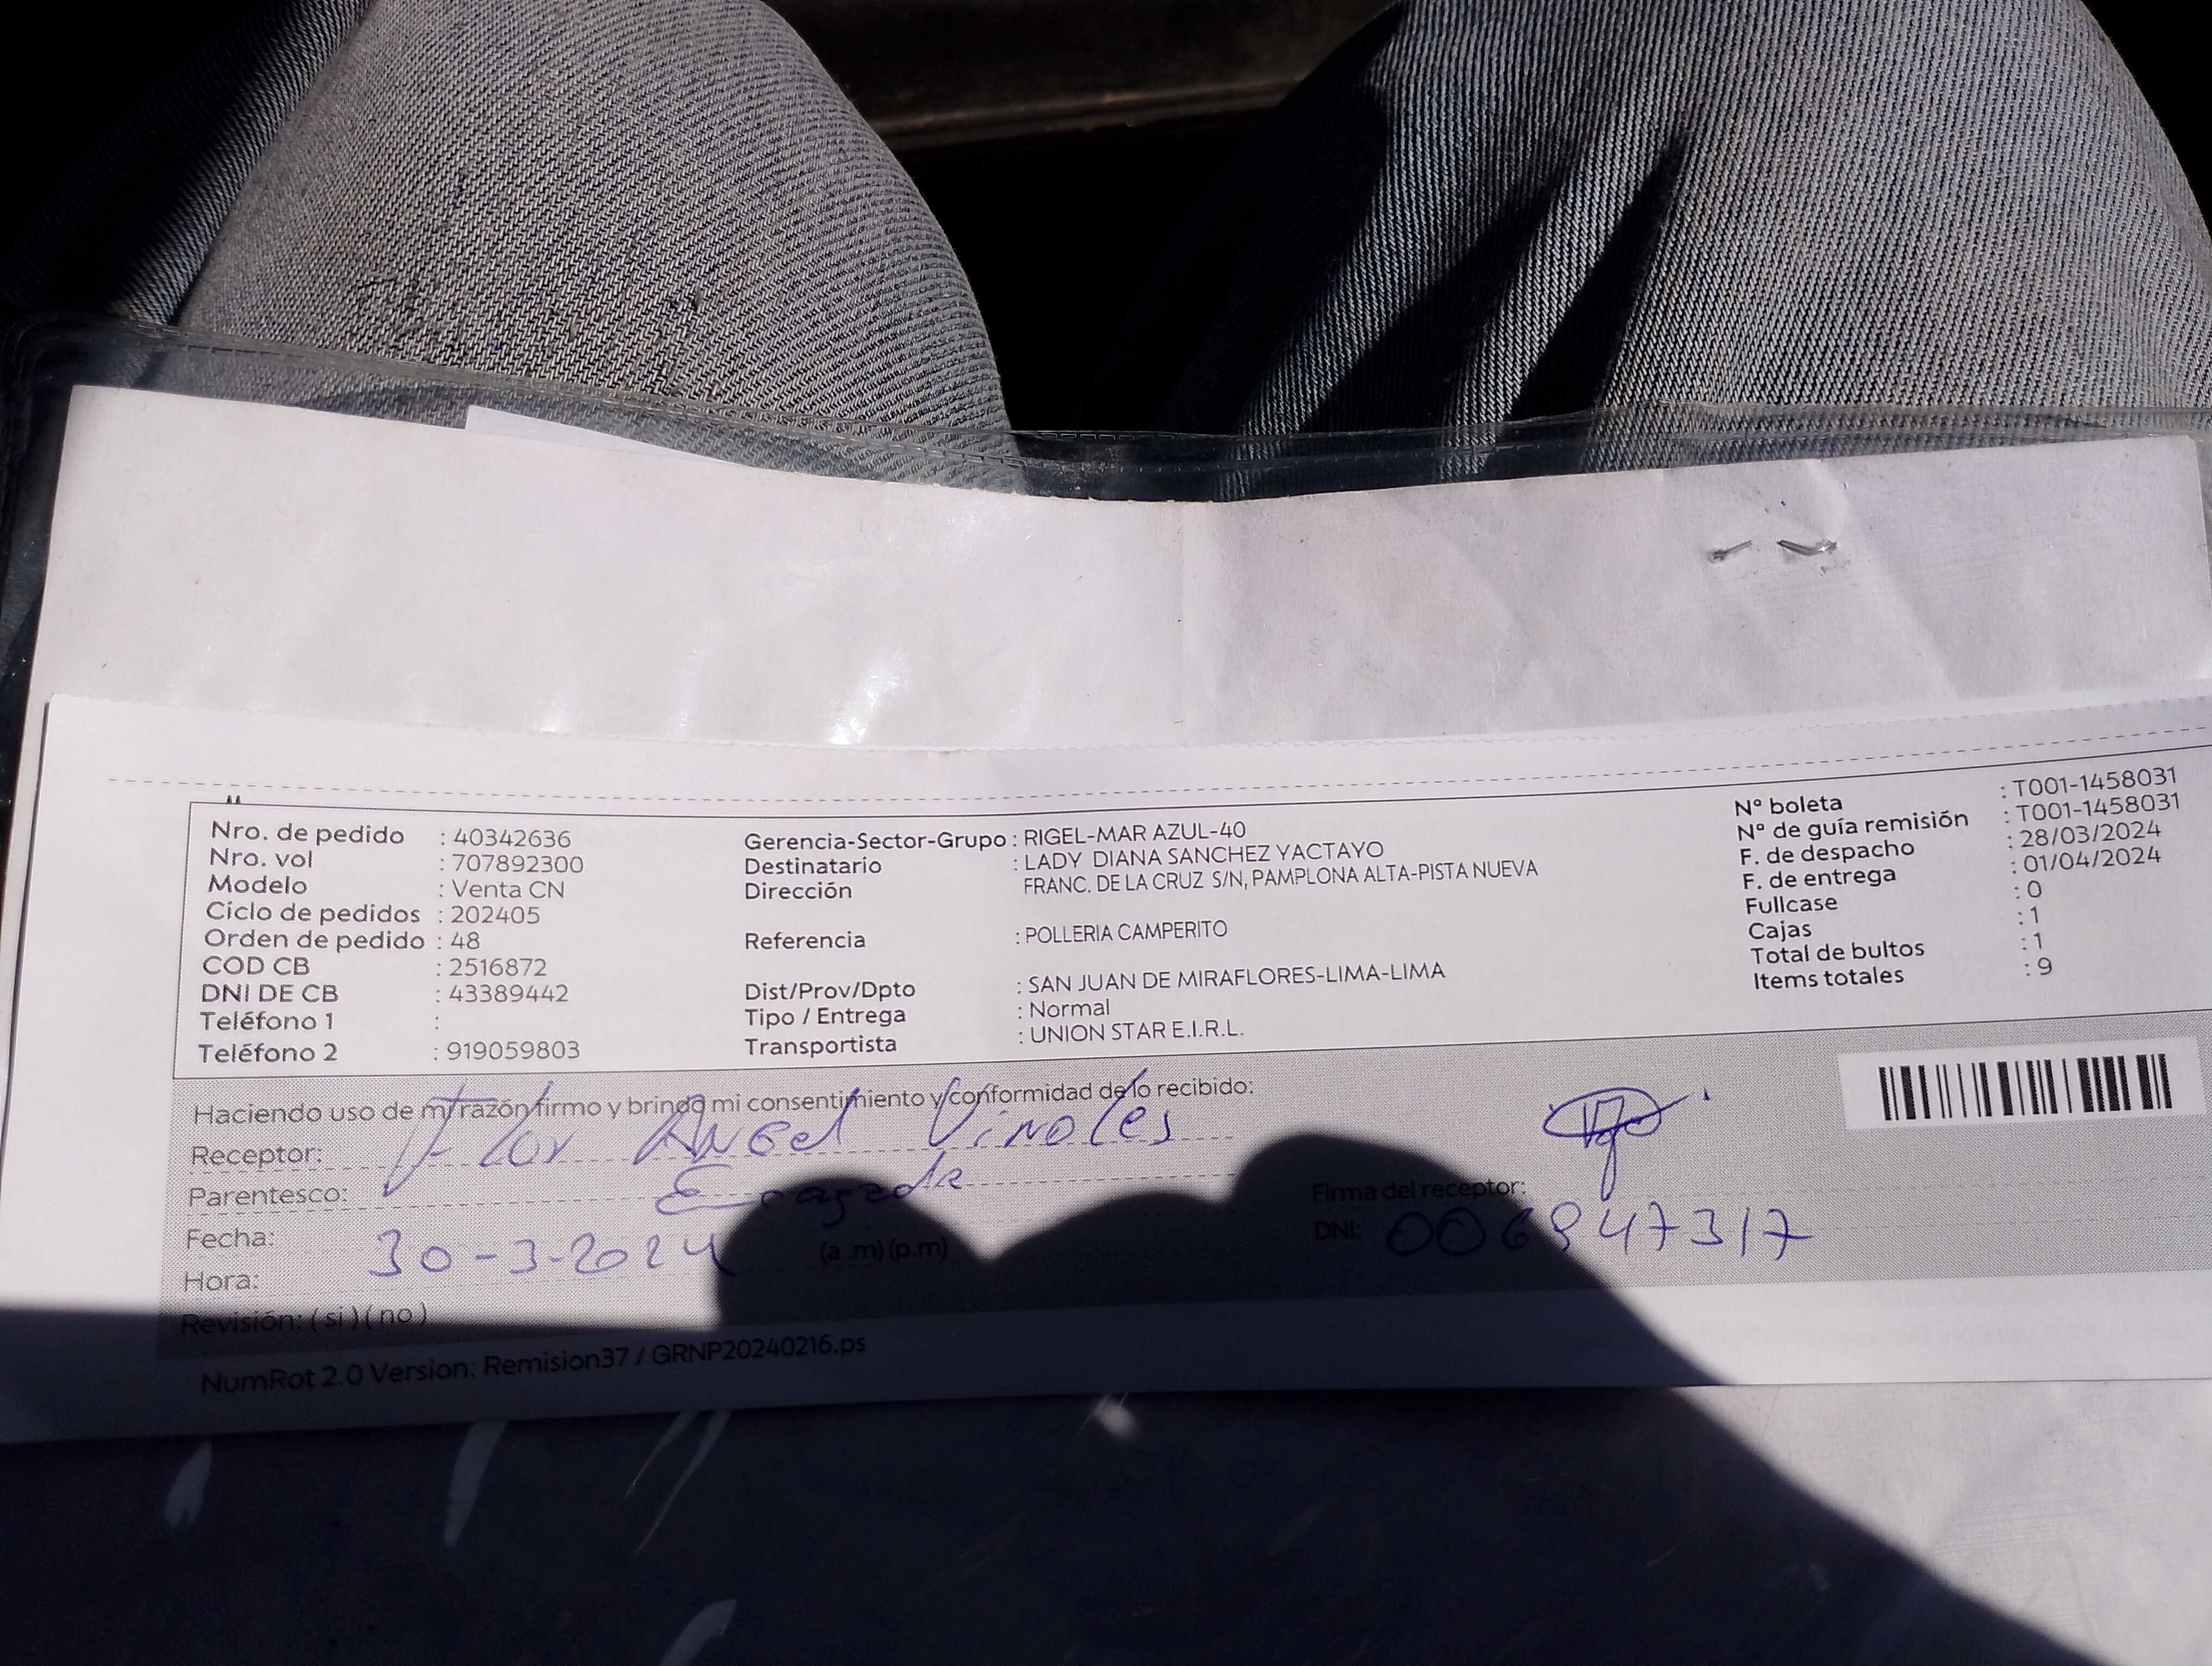 Nro. de pedido : 40342636
Nro. vol : 707892300
Modelo : Venta CN
Ciclo de pedidos : 202405
Orden de pedido : 48
COD CB : 2516872
DNI DE CB : 43389442
Teléfono 1 :
Teléfono 2 : 919059803
Gerencia-Sector-Grupo : RIGEL-MAR AZUL-40
Destinatario : LADY DIANA SANCHEZ YACTAYO
Dirección FRANC. DE LA CRUZ S/N, PAMPLONA ALTA-PISTA NUEVA
Referencia : POLLERIA CAMPERITO
Dist/Prov/Dpto : SAN JUAN DE MIRAFLORES-LIMA-LIMA
Tipo / Entrega : Normal
Transportista : UNION STAR E.I.R.L.
N° boleta : T001-1458031
N° de guía remisión : T001-1458031
F. de despacho : 28/03/2024
F. de entrega : 01/04/2024
Fullcase : 0
Cajas : 1
Total de bultos : 1
Items totales : 9
Haciendo uso de mi razón firmo y brindo mi consentimiento y conformidad de lo recibido:
Receptor: Flor Angel Vinoles
Parentesco:
Fecha: 30-3-2024
Hora: (a .m) (p.m)
Revisión: ( si ) ( no )
Firma del receptor:
DNI: 006947317
NumRot 2.0 Version: Remision37 / GRNP20240216.ps